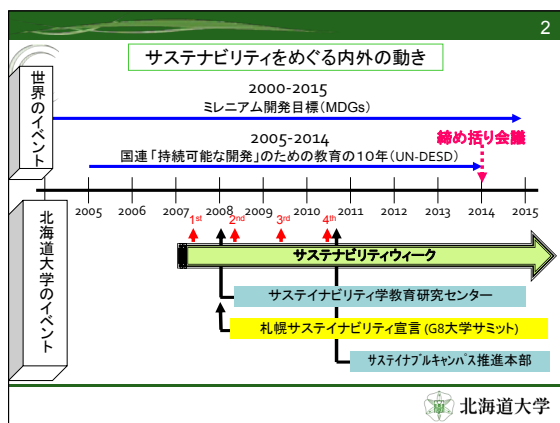 2
サステナビリティをめぐる内外の動き
世界のイベント
2000-2015
ミレニアム開発目標(MDGs)
2005-2014
国連「持続可能な開発」のための教育の10年(UN-DESD)
締め括り会議
2005 2006 2007 2008 2009 2010 2011 2012 2013 2014 2015
北海道大学のイベント
1st 2nd 3rd 4th
サステナビリティウィーク
サステイナビリティ学教育研究センター
札幌サステイナビリティ宣言 (G8大学サミット)
サステイナブルキャンパス推進本部
北海道大学